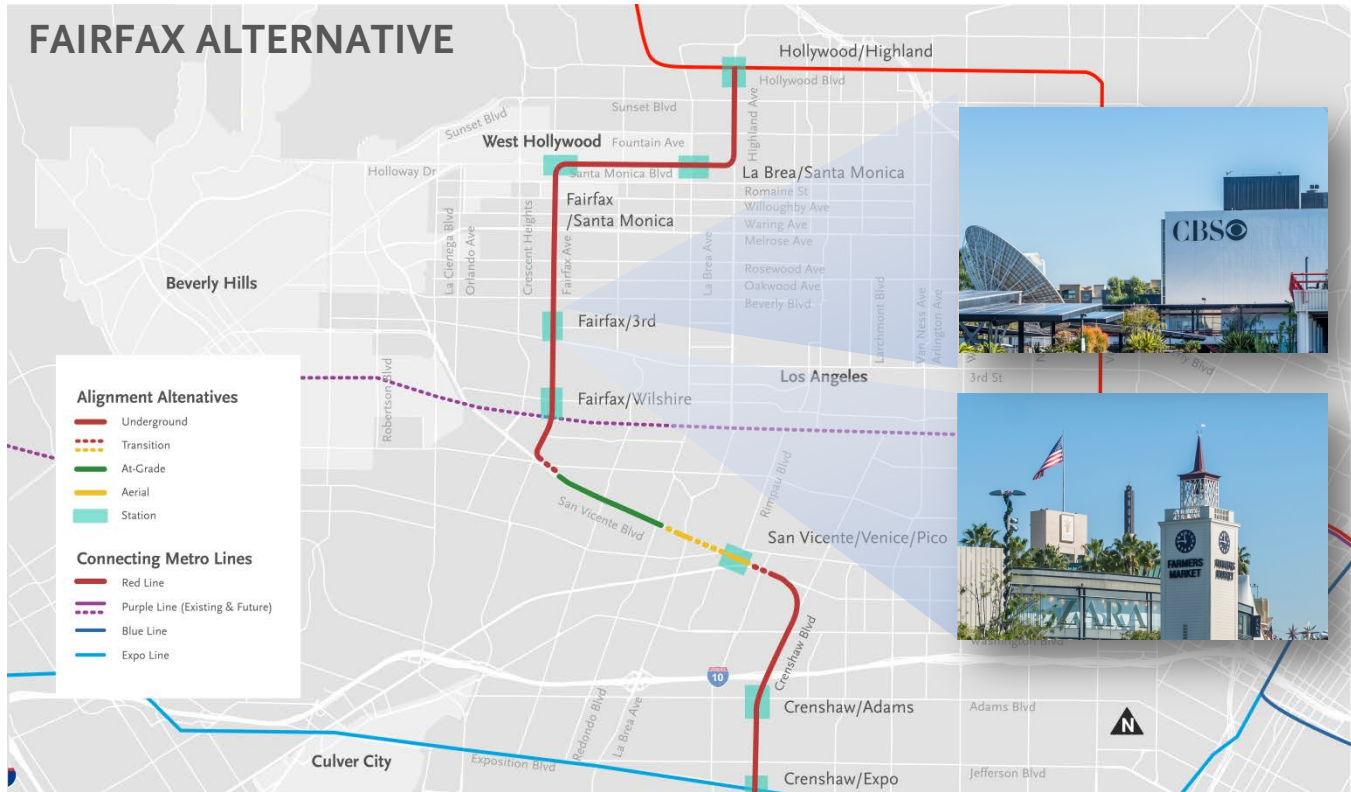 FAIRFAX ALTERNATIVE
Hollywood/Highland
Hollywood Blvd
Sunset Blvd
Sunset Blvd
Highland Ave
West Hollywood
Fountain Ave
Holloway Dr
Santa Monica Blvd
La Brea/Santa Monica
Romaine St
Willoughby Ave
Waring Ave
Melrose Ave
Fairfax
/Santa Monica
La Cienega Blvd
Orlando Ave
Crescent Heights
Fairfax Ave
La Brea Ave
Rosewood Ave
Oakwood Ave
Beverly Blvd
Larchmont Blvd
Van Ness Ave
Arlington Ave
CBS
Beverly Hills
Fairfax/3rd
Los Angeles
3rd St
Robertson Blvd
Fairfax/Wilshire
Alignment Altenatives
Underground
Transition
At-Grade
Aerial
Station
Connecting Metro Lines
Red Line
Purple Line (Existing & Future)
Blue Line
Expo Line
San Vicente Blvd
Rimpau Blvd
San Vicente/Venice/Pico
FARMERS
MARKET
ZARA
Washington Blvd
Crenshaw Blvd
10
Crenshaw/Adams
Adams Blvd
Redondo Blvd
La Brea Ave
N
Culver City
Exposition Blvd
Crenshaw/Expo
Jefferson Blvd